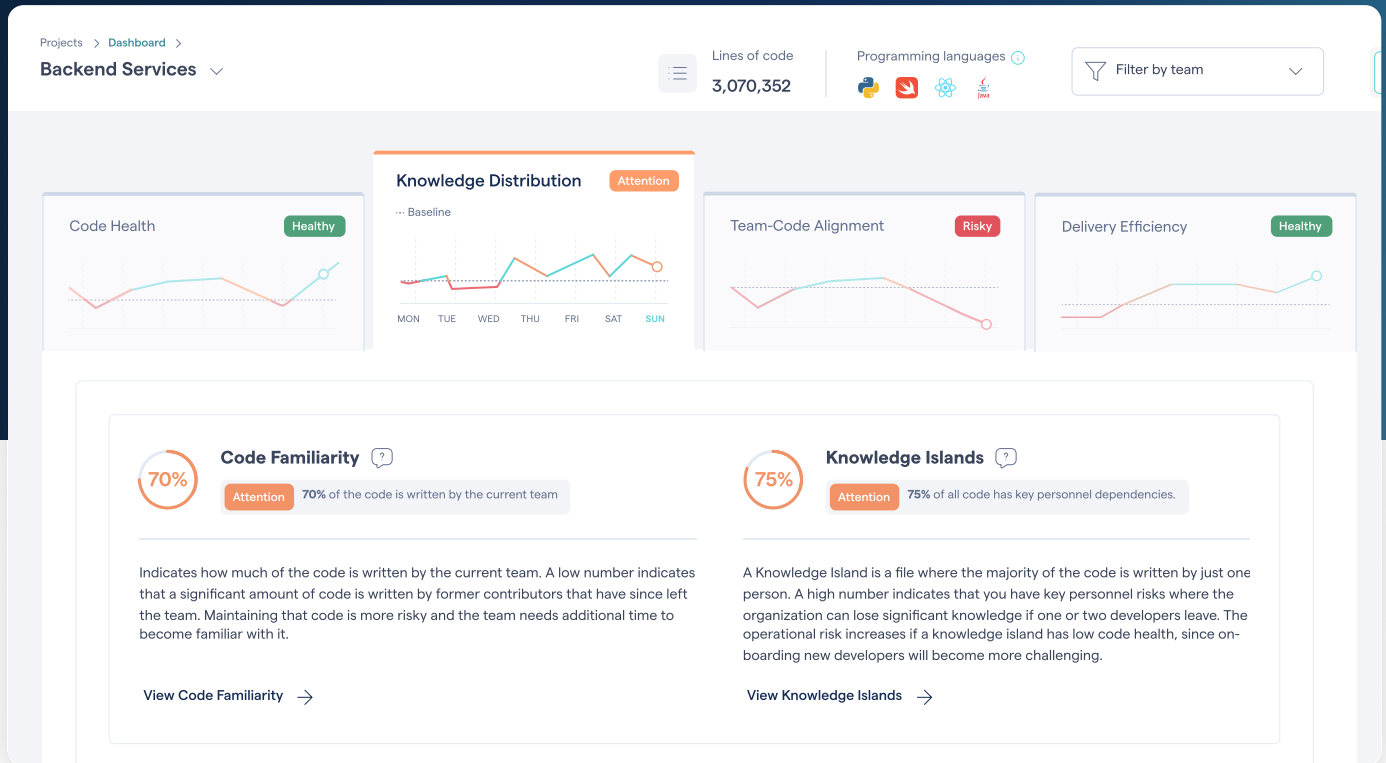 Projects Dashboard
Backend Services
Lines of code
3,070,352
Programming languages
Java
Filter by team
Code Health
Healthy
Knowledge Distribution
Attention
Baseline
MON TUE WED THU FRI SAT SUN
Team-Code Alignment
Risky
Delivery Efficiency
Healthy
70%
Code Familiarity ?
Attention 70% of the code is written by the current team
Indicates how much of the code is written by the current team. A low number indicates
that a significant amount of code is written by former contributors that have since left
the team. Maintaining that code is more risky and the team needs additional time to
become familiar with it.
View Code Familiarity
75%
Knowledge Islands ?
Attention 75% of all code has key personnel dependencies.
A Knowledge Island is a file where the majority of the code is written by just one
person. A high number indicates that you have key personnel risks where the
organization can lose significant knowledge if one or two developers leave. The
operational risk increases if a knowledge island has low code health, since on-
boarding new developers will become more challenging.
View Knowledge Islands